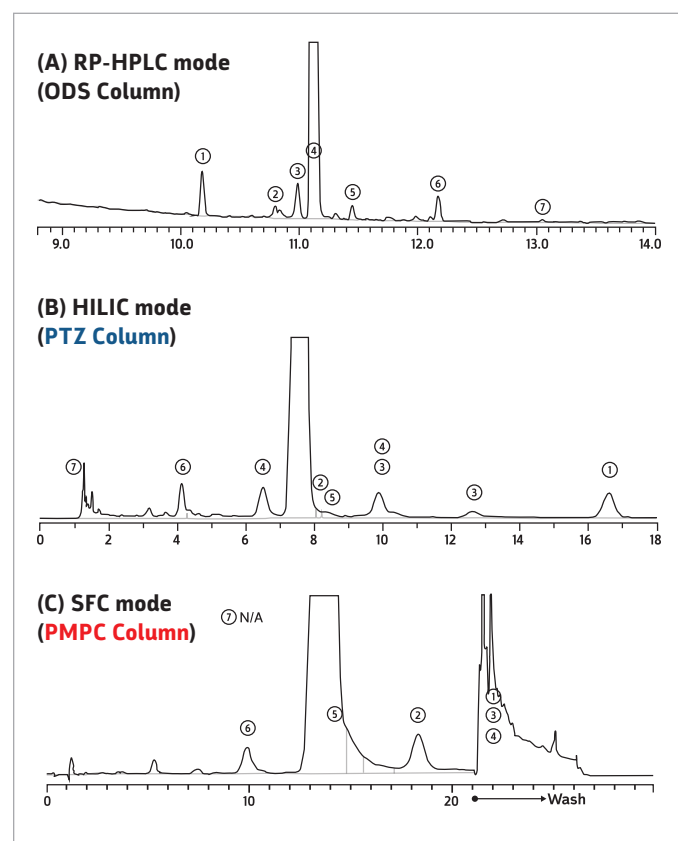 (A) RP-HPLC mode
(ODS Column)
① ② ③ ④ ⑤ ⑥ ⑦
9.0 10.0 11.0 12.0 13.0 14.0
(B) HILIC mode
(PTZ Column)
④
⑦ ⑥ ④ ② ⑤ ③ ③ ①
0 2 4 6 8 10 12 14 16 18
(C) SFC mode
⑦ N/A
(PMPC Column)
⑥ ⑤ ② ①
③
④
0 10 20 Wash